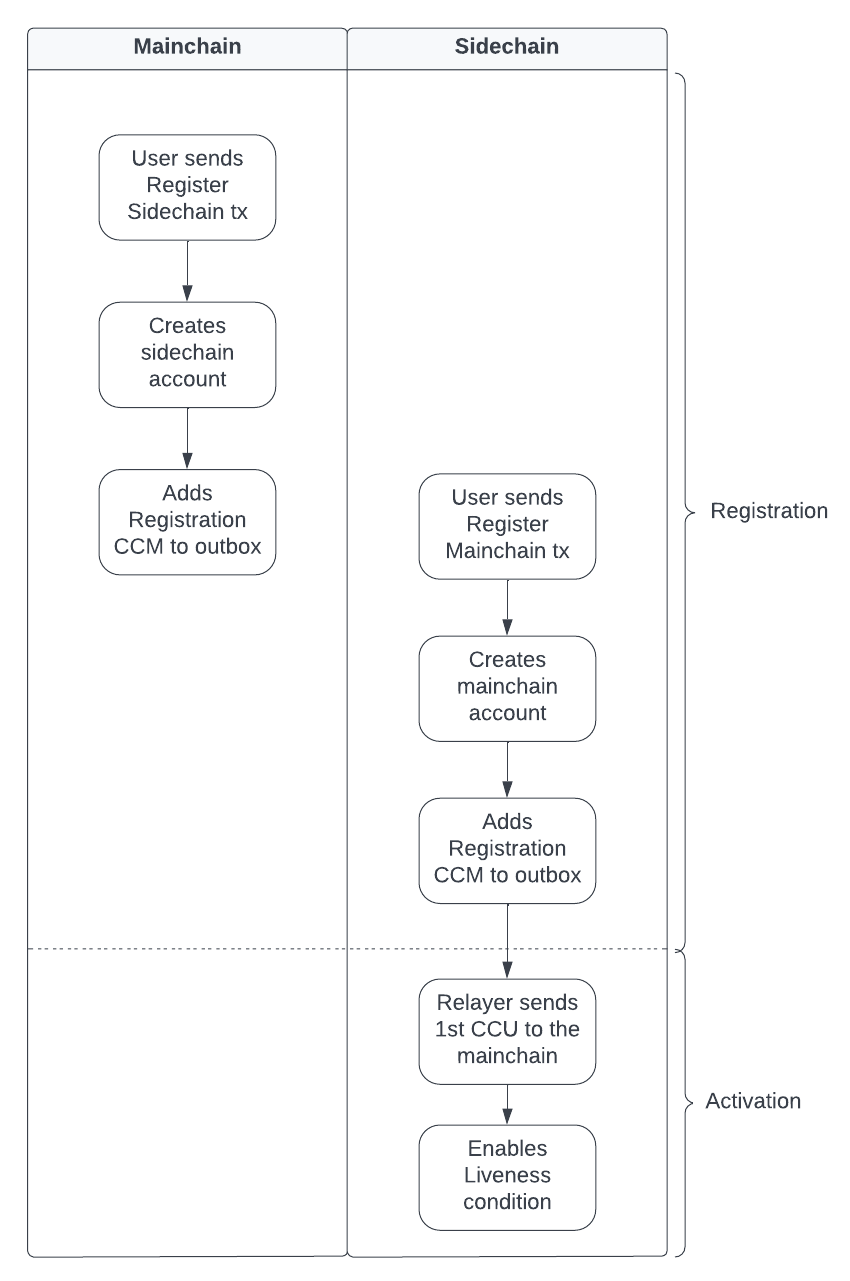 Mainchain
Sidechain
User sends
Register
Sidechain tx
Creates
sidechain
account
Adds
Registration
CCM to outbox
User sends
Register
Mainchain tx
Creates
mainchain
account
Adds
Registration
CCM to outbox
Registration
Relayer sends
1st CCU to the
mainchain
Enables
Liveness
condition
Activation